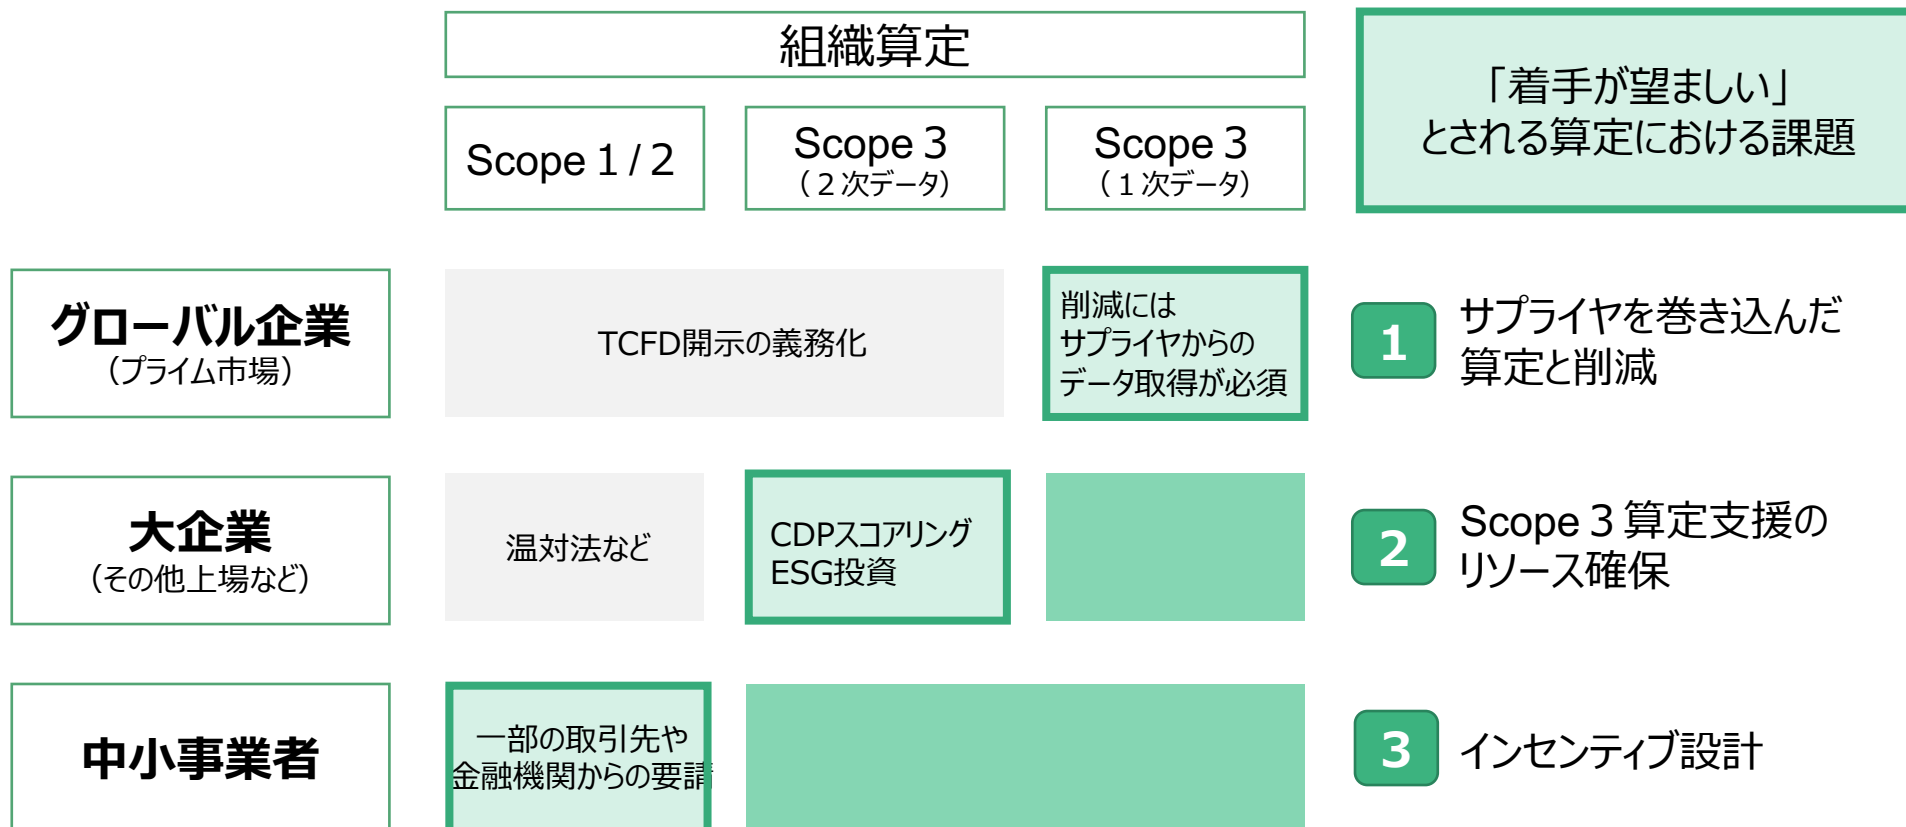 組織算定
「着手が望ましい」
とされる算定における課題
Scope 1 / 2
Scope 3
（２次データ）
Scope 3
（１次データ）
グローバル企業
（プライム市場）
TCFD開示の義務化
削減には
サプライヤからの
データ取得が必須
1
サプライヤを巻き込んだ
算定と削減
大企業
（その他上場など）
温対法など
CDPスコアリング
ESG投資
2
Scope 3 算定支援の
リソース確保
中小事業者
一部の取引先や
金融機関からの要請
3
インセンティブ設計